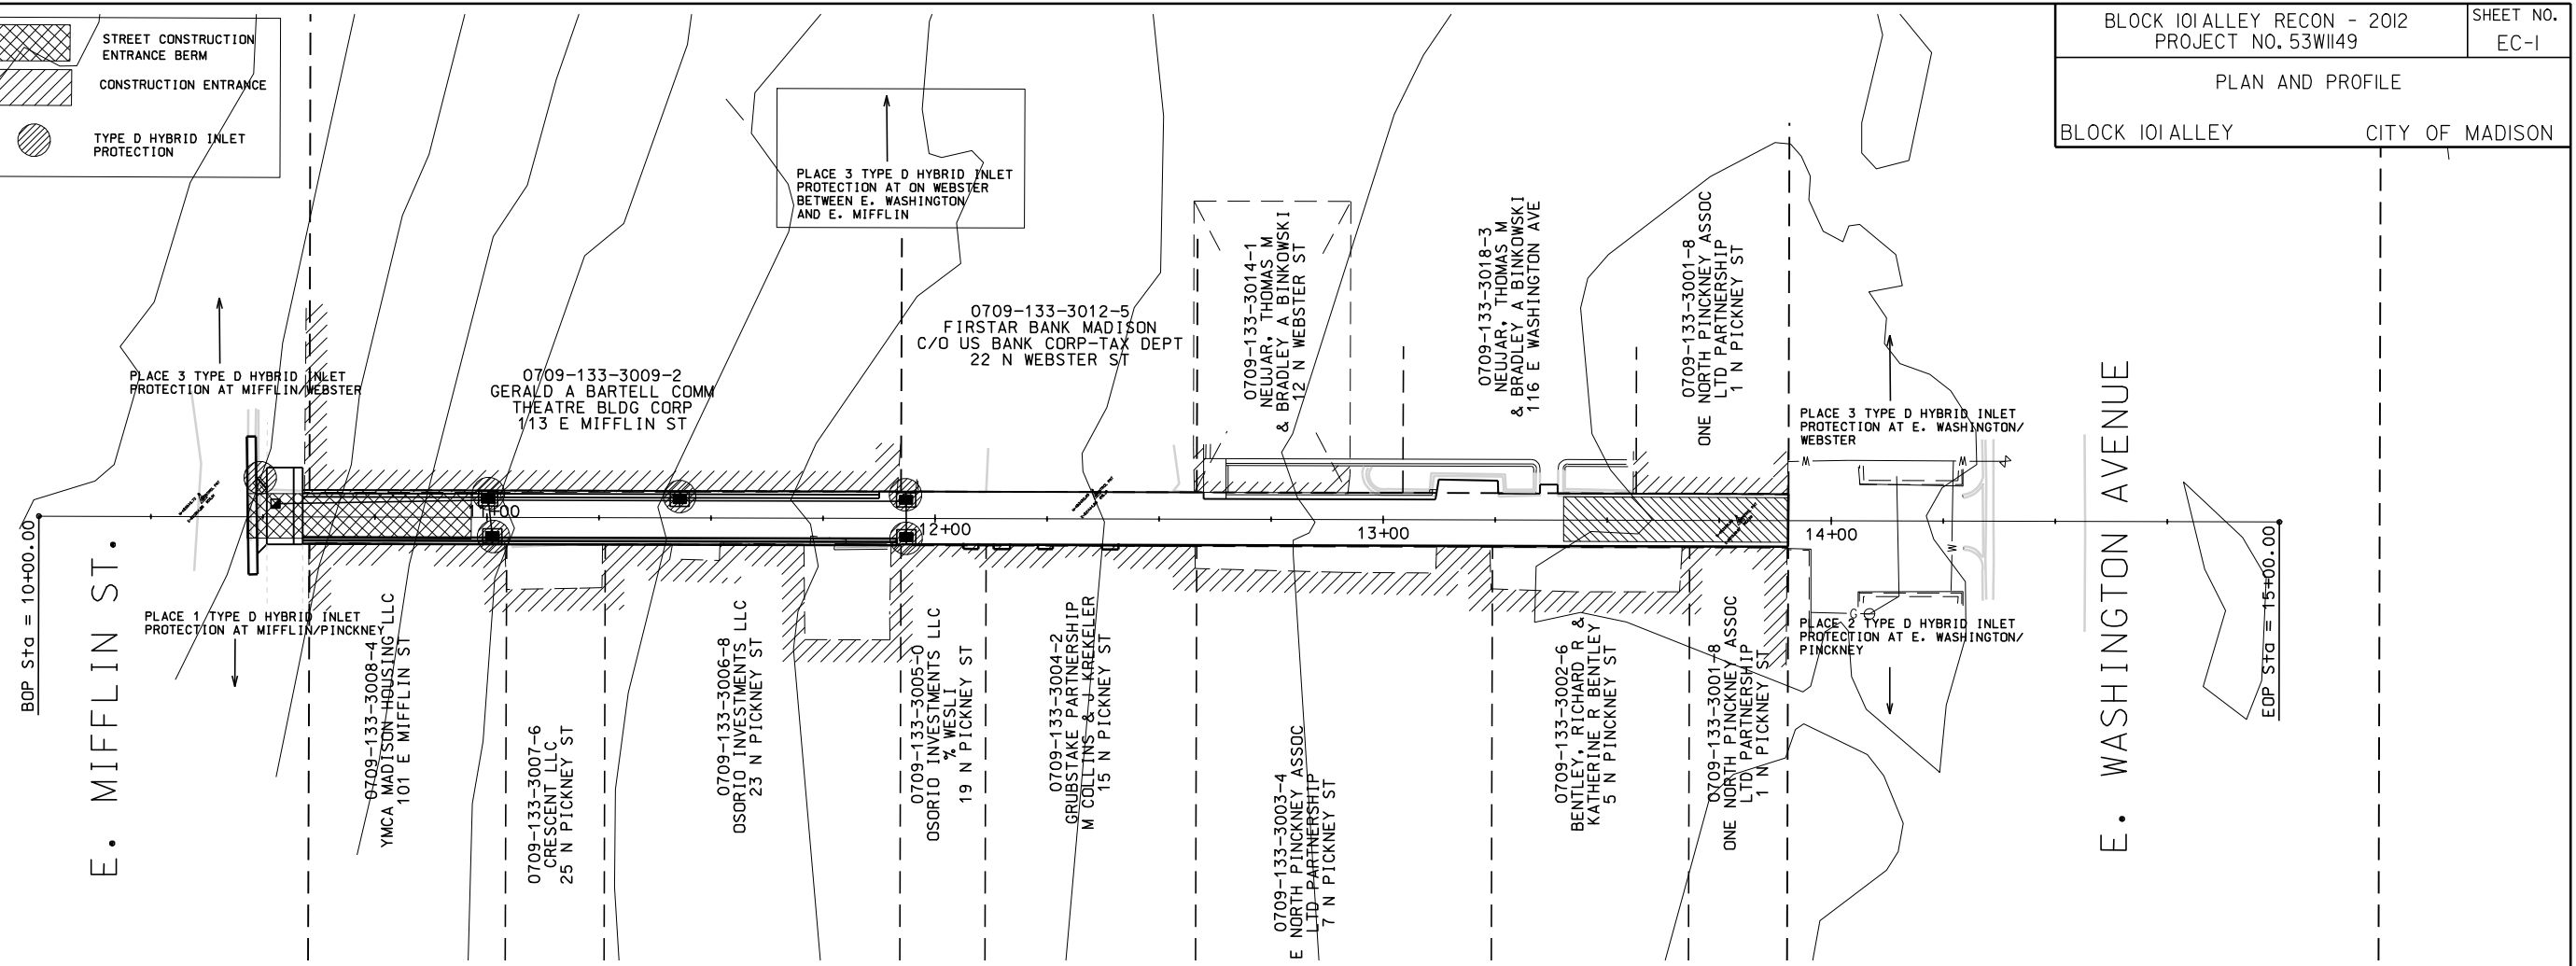 BLOCK 101 ALLEY RECON - 2012
PROJECT NO. 53W1149
SHEET NO.
EC-1
PLAN AND PROFILE
BLOCK 101 ALLEY
CITY OF MADISON
STREET CONSTRUCTION
ENTRANCE BERM
CONSTRUCTION ENTRANCE
TYPE D HYBRID INLET
PROTECTION
PLACE 3 TYPE D HYBRID INLET
PROTECTION AT ON WEBSTER
BETWEEN E. WASHINGTON
AND E. MIFFLIN
PLACE 3 TYPE D HYBRID INLET
PROTECTION AT MIFFLIN/WEBSTER
0709-133-3009-2
GERALD A BARTELL COMM
THEATRE BLDG CORP
113 E MIFFLIN ST
0709-133-3012-5
FIRSTAR BANK MADISON
C/O US BANK CORP-TAX DEPT
22 N WEBSTER ST
0709-133-3014-1
NEUJAR, THOMAS M
& BRADLEY A BINKOWSKI
12 N WEBSTER ST
0709-133-3018-3
NEUJAR, THOMAS M
& BRADLEY A BINKOWSKI
116 E WASHINGTON AVE
0709-133-3001-8
ONE NORTH PINCKNEY ASSOC
LTD PARTNERSHIP
1 N PICKNEY ST
PLACE 3 TYPE D HYBRID INLET
PROTECTION AT E. WASHINGTON/
WEBSTER
BOP Sta = 10+00.00
E. MIFFLIN ST.
+00
12+00
13+00
14+00
M
M
W
G
E. WASHINGTON AVENUE
EOP Sta = 15+00.00
PLACE 1 TYPE D HYBRID INLET
PROTECTION AT MIFFLIN/PINCKNEY
PLACE 2 TYPE D HYBRID INLET
PROTECTION AT E. WASHINGTON/
PINCKNEY
0709-133-3008-4
YMCA MADISON HOUSING LLC
101 E MIFFLIN ST
0709-133-3007-6
CRESCENT LLC
25 N PICKNEY ST
0709-133-3006-8
OSORIO INVESTMENTS LLC
23 N PICKNEY ST
0709-133-3005-0
OSORIO INVESTMENTS LLC
% WESLI
19 N PICKNEY ST
0709-133-3004-2
GRUBSTAKE PARTNERSHIP
M COLLINS & J KREKELER
15 N PICKNEY ST
0709-133-3003-4
E NORTH PINCKNEY ASSOC
LTD PARTNERSHIP
7 N PICKNEY ST
0709-133-3002-6
BENTLEY, RICHARD R &
KATHERINE R BENTLEY
5 N PINCKNEY ST
0709-133-3001-8
ONE NORTH PINCKNEY ASSOC
LTD PARTNERSHIP
1 N PICKNEY ST